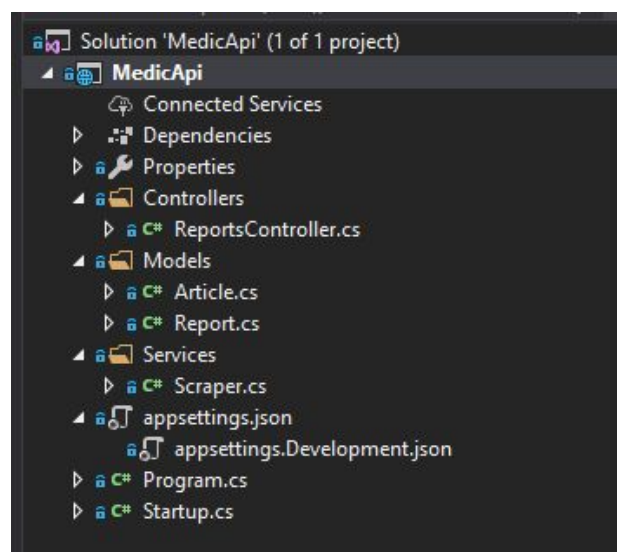 Solution 'MedicApi' (1 of 1 project)
MedicApi
Connected Services
Dependencies
Properties
Controllers
C# ReportsController.cs
Models
C# Article.cs
C# Report.cs
Services
C# Scraper.cs
appsettings.json
appsettings.Development.json
C# Program.cs
C# Startup.cs